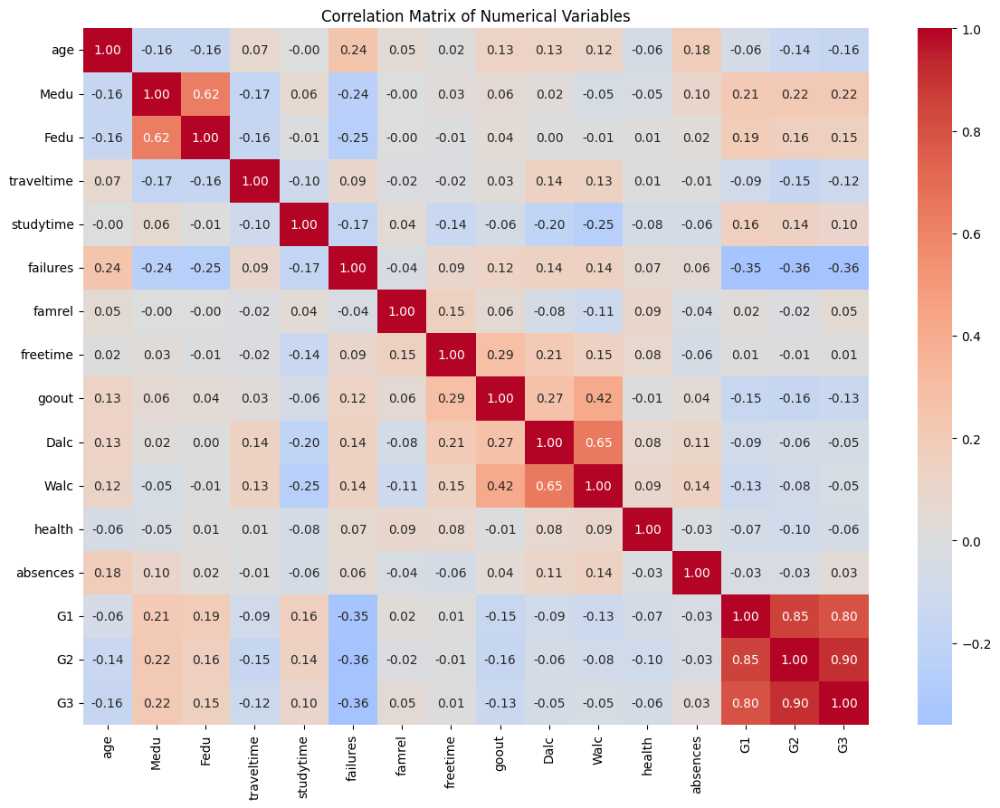 Correlation Matrix of Numerical Variables
age 1.00 -0.16 -0.16 0.07 -0.00 0.24 0.05 0.02 0.13 0.13 0.12 -0.06 0.18 -0.06 -0.14 -0.16
Medu -0.16 1.00 0.62 -0.17 0.06 -0.24 -0.00 0.03 0.06 0.02 -0.05 -0.05 0.10 0.21 0.22 0.22
Fedu -0.16 0.62 1.00 -0.16 -0.01 -0.25 -0.00 -0.01 0.04 0.00 -0.01 0.01 0.02 0.19 0.16 0.15
traveltime 0.07 -0.17 -0.16 1.00 -0.10 0.09 -0.02 -0.02 0.03 0.14 0.13 0.01 -0.01 -0.09 -0.15 -0.12
studytime -0.00 0.06 -0.01 -0.10 1.00 -0.17 0.04 -0.14 -0.06 -0.20 -0.25 -0.08 -0.06 0.16 0.14 0.10
failures 0.24 -0.24 -0.25 0.09 -0.17 1.00 -0.04 0.09 0.12 0.14 0.14 0.07 0.06 -0.35 -0.36 -0.36
famrel 0.05 -0.00 -0.00 -0.02 0.04 -0.04 1.00 0.15 0.06 -0.08 -0.11 0.09 -0.04 0.02 -0.02 0.05
freetime 0.02 0.03 -0.01 -0.02 -0.14 0.09 0.15 1.00 0.29 0.21 0.15 0.08 -0.06 0.01 -0.01 0.01
goout 0.13 0.06 0.04 0.03 -0.06 0.12 0.06 0.29 1.00 0.27 0.42 -0.01 0.04 -0.15 -0.16 -0.13
Dalc 0.13 0.02 0.00 0.14 -0.20 0.14 -0.08 0.21 0.27 1.00 0.65 0.08 0.11 -0.09 -0.06 -0.05
Walc 0.12 -0.05 -0.01 0.13 -0.25 0.14 -0.11 0.15 0.42 0.65 1.00 0.09 0.14 -0.13 -0.08 -0.05
health -0.06 -0.05 0.01 0.01 -0.08 0.07 0.09 0.08 -0.01 0.08 0.09 1.00 -0.03 -0.07 -0.10 -0.06
absences 0.18 0.10 0.02 -0.01 -0.06 0.06 -0.04 -0.06 0.04 0.11 0.14 -0.03 1.00 -0.03 -0.03 0.03
G1 -0.06 0.21 0.19 -0.09 0.16 -0.35 0.02 0.01 -0.15 -0.09 -0.13 -0.07 -0.03 1.00 0.85 0.80
G2 -0.14 0.22 0.16 -0.15 0.14 -0.36 -0.02 -0.01 -0.16 -0.06 -0.08 -0.10 -0.03 0.85 1.00 0.90
G3 -0.16 0.22 0.15 -0.12 0.10 -0.36 0.05 0.01 -0.13 -0.05 -0.05 -0.06 0.03 0.80 0.90 1.00
age Medu Fedu traveltime studytime failures famrel freetime goout Dalc Walc health absences G1 G2 G3
1.0
0.8
0.6
0.4
0.2
0.0
−0.2